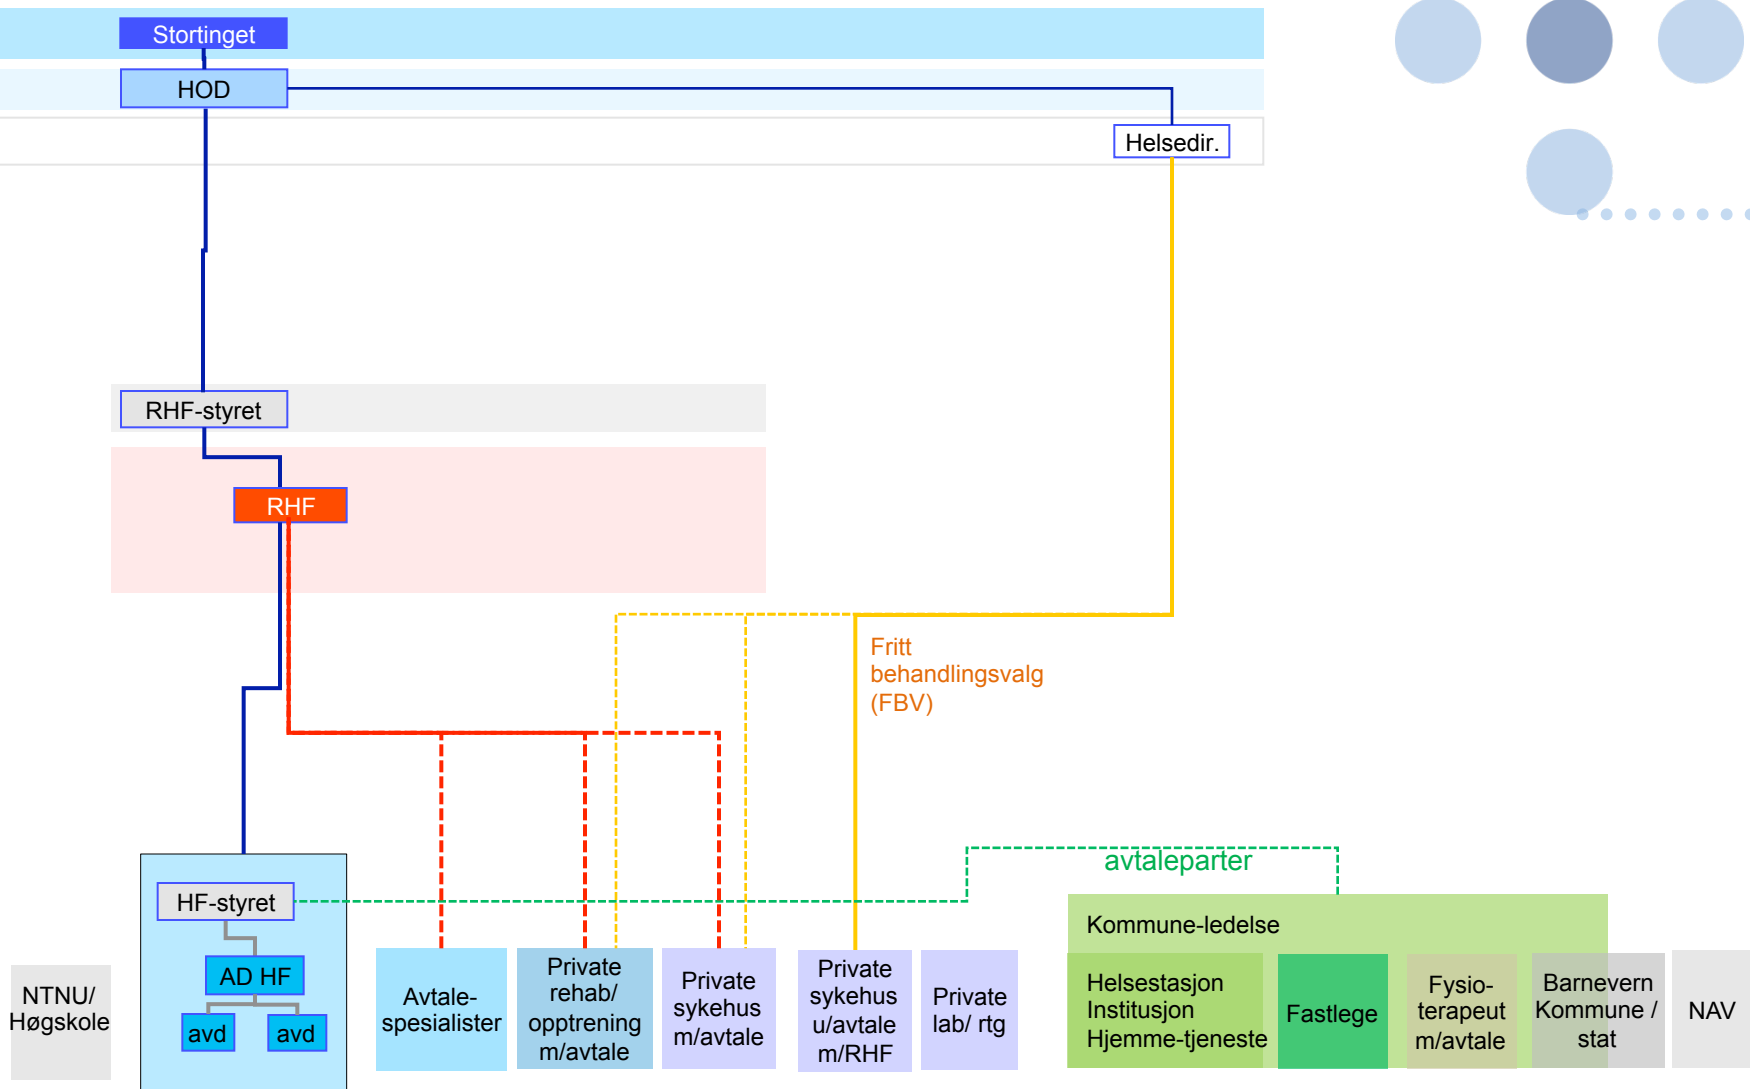 Stortinget
HOD
Helsedir.
RHF-styret
RHF
Fritt
behandlingsvalg
(FBV)
avtaleparter
HF-styret
AD HF
avd
avd
NTNU/
Høgskole
Avtale-
spesialister
Private
rehab/
opptrening
m/avtale
Private
sykehus
m/avtale
Private
sykehus
u/avtale
m/RHF
Private
lab/ rtg
Kommune-ledelse
Helsestasjon
Institusjon
Hjemme-tjeneste
Fastlege
Fysio-
terapeut
m/avtale
Barnevern
Kommune /
stat
NAV